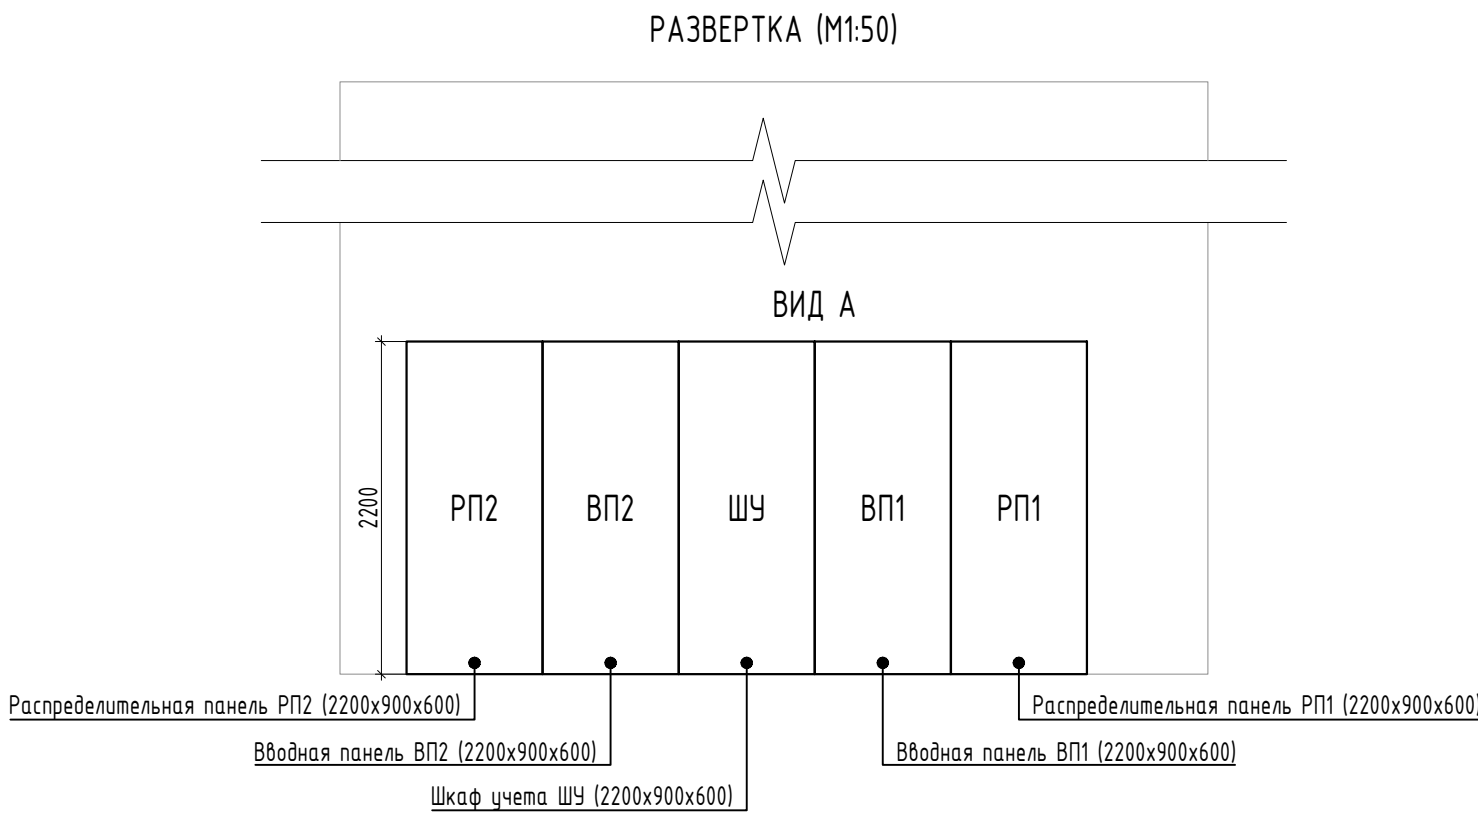 РАЗВЕРТКА (М1:50)
ВИД А
2200
РП2
ВП2
ШУ
ВП1
РП1
Распределительная панель РП2 (2200х900х600)
Распределительная панель РП1 (2200х900х600)
Вводная панель ВП2 (2200х900х600)
Вводная панель ВП1 (2200х900х600)
Шкаф учета ШУ (2200х900х600)